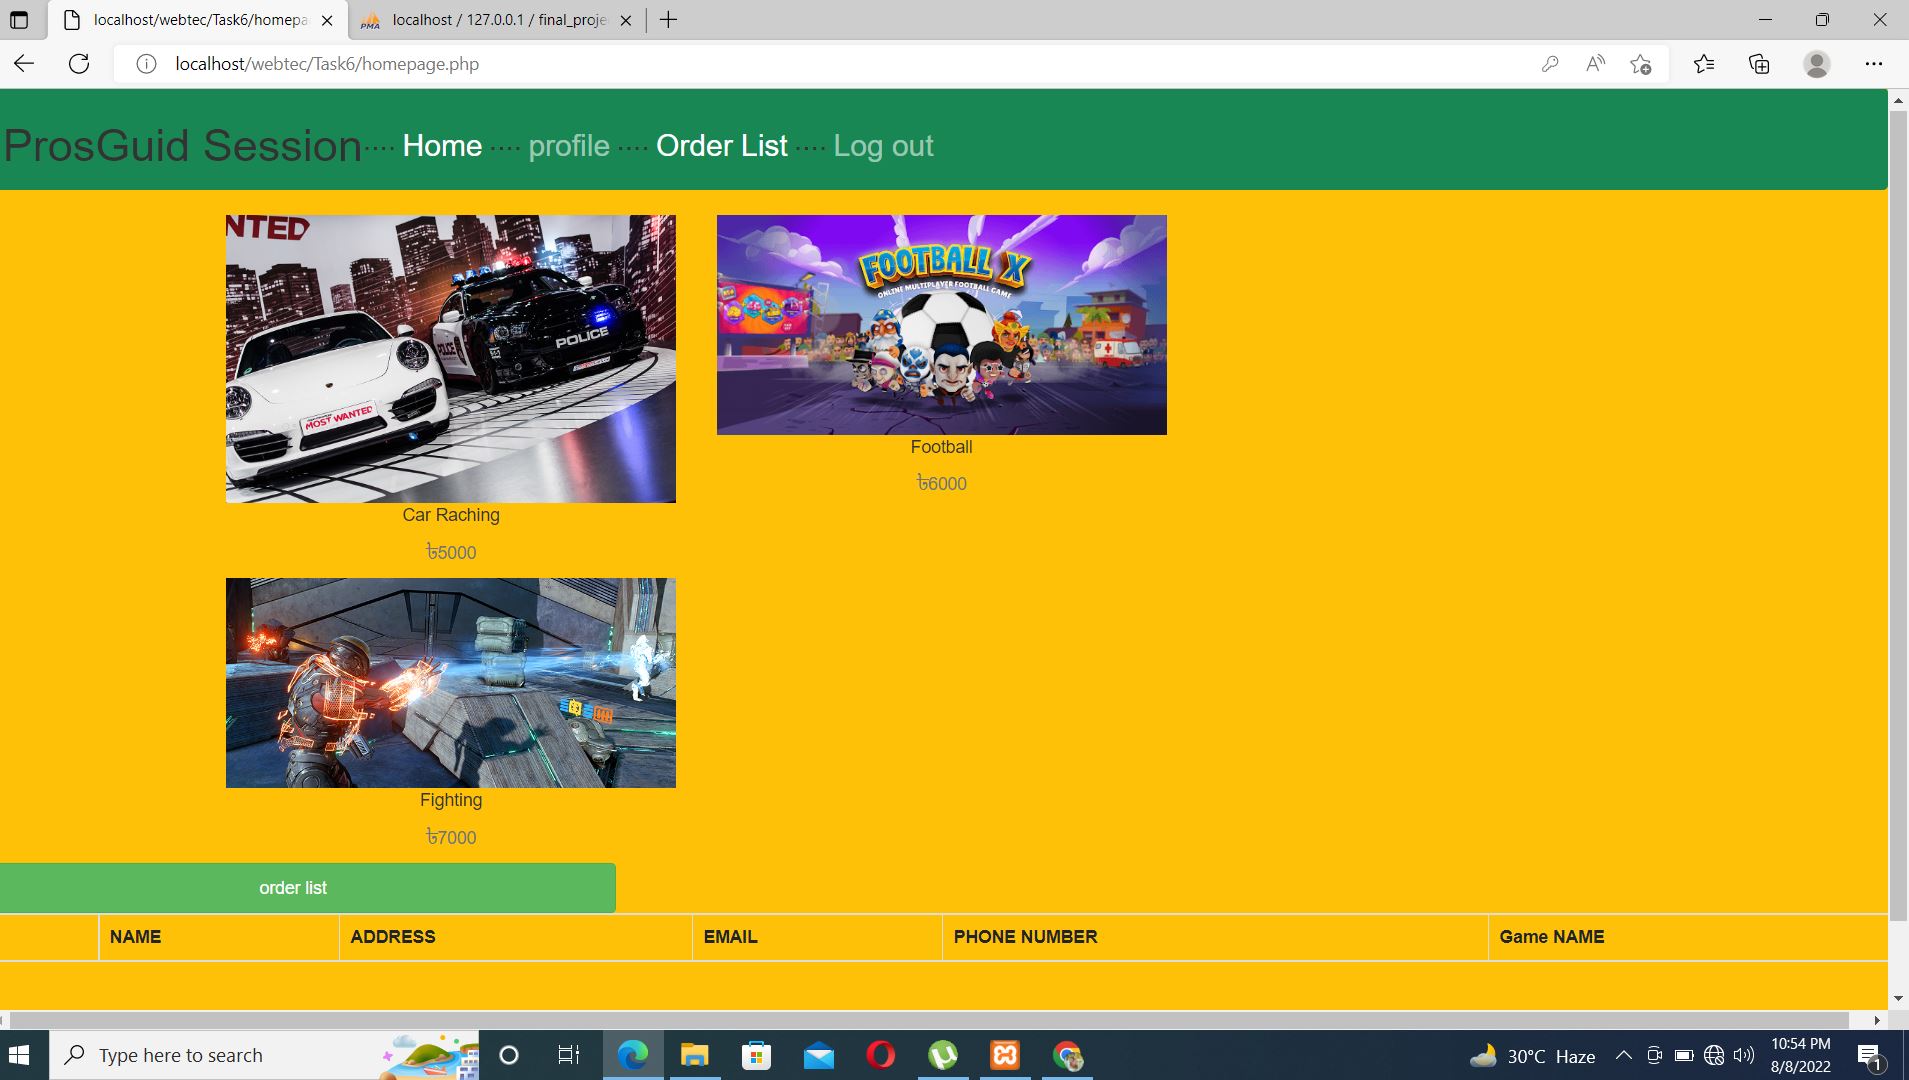 localhost/webtec/Task6/homepa
localhost / 127.0.0.1 / final_proje
localhost/webtec/Task6/homepage.php
ProsGuid Session···· Home ···· profile ···· Order List ···· Log out
NTED
POLICE
POLICE
MOST WANTED
FOOTBALL X
ONLINE MULTIPLAYER FOOTBALL GAME
Car Raching
৳5000
Football
৳6000
Fighting
৳7000
order list
NAME ADDRESS EMAIL PHONE NUMBER Game NAME
Type here to search
30°C Haze
10:54 PM
8/8/2022
1